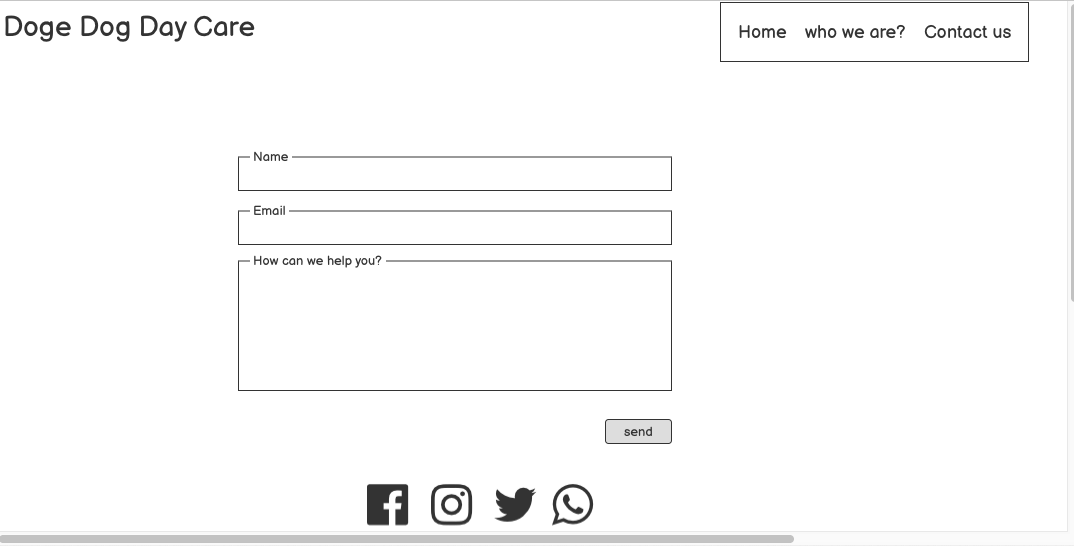 Doge Dog Day Care
Home who we are? Contact us
Name
Email
How can we help you?
send